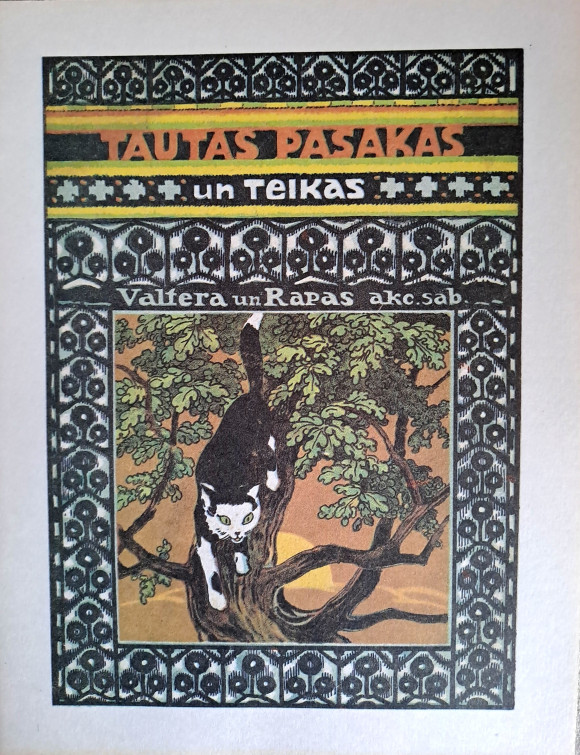 TAUTAS PASAKAS
un TEIKAS
Valtera un Rapas akc. sab.